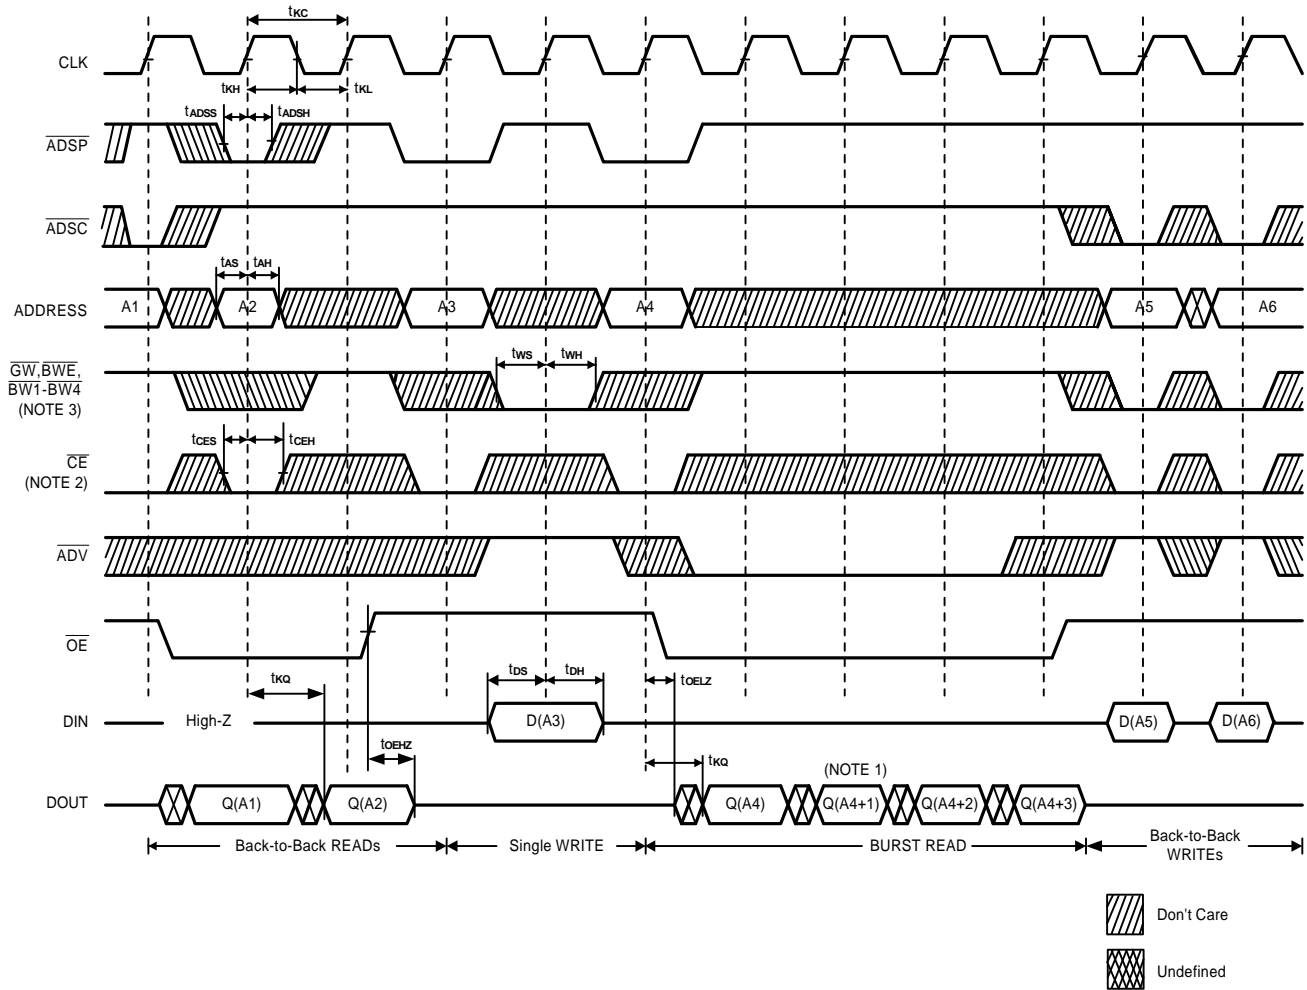 tKC
CLK
tKH
tKL
tADSS
tADSH
ADSP
ADSC
tAS
tAH
ADDRESS
A1
A2
A3
A4
A5
A6
GW,BWE,
BW1-BW4
(NOTE 3)
tWS
tWH
tCES
tCEH
CE
(NOTE 2)
ADV
OE
tKQ
tDS
tDH
tOELZ
DIN
High-Z
D(A3)
D(A5)
D(A6)
tOEHZ
tKQ
(NOTE 1)
DOUT
Q(A1)
Q(A2)
Q(A4)
Q(A4+1)
Q(A4+2)
Q(A4+3)
Back-to-Back READs
Single WRITE
BURST READ
Back-to-Back
WRITEs
Don't Care
Undefined